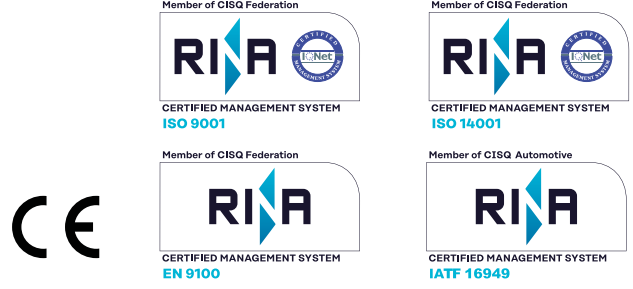 Member of CISQ Federation
RINA
CERTIFIED
IQNet
MANAGEMENT SYSTEM
CERTIFIED MANAGEMENT SYSTEM
ISO 9001
Member of CISQ Federation
RINA
CERTIFIED
IQNet
MANAGEMENT SYSTEM
CERTIFIED MANAGEMENT SYSTEM
ISO 14001
CE
Member of CISQ Federation
RINA
CERTIFIED MANAGEMENT SYSTEM
EN 9100
Member of CISQ Automotive
RINA
CERTIFIED MANAGEMENT SYSTEM
IATF 16949